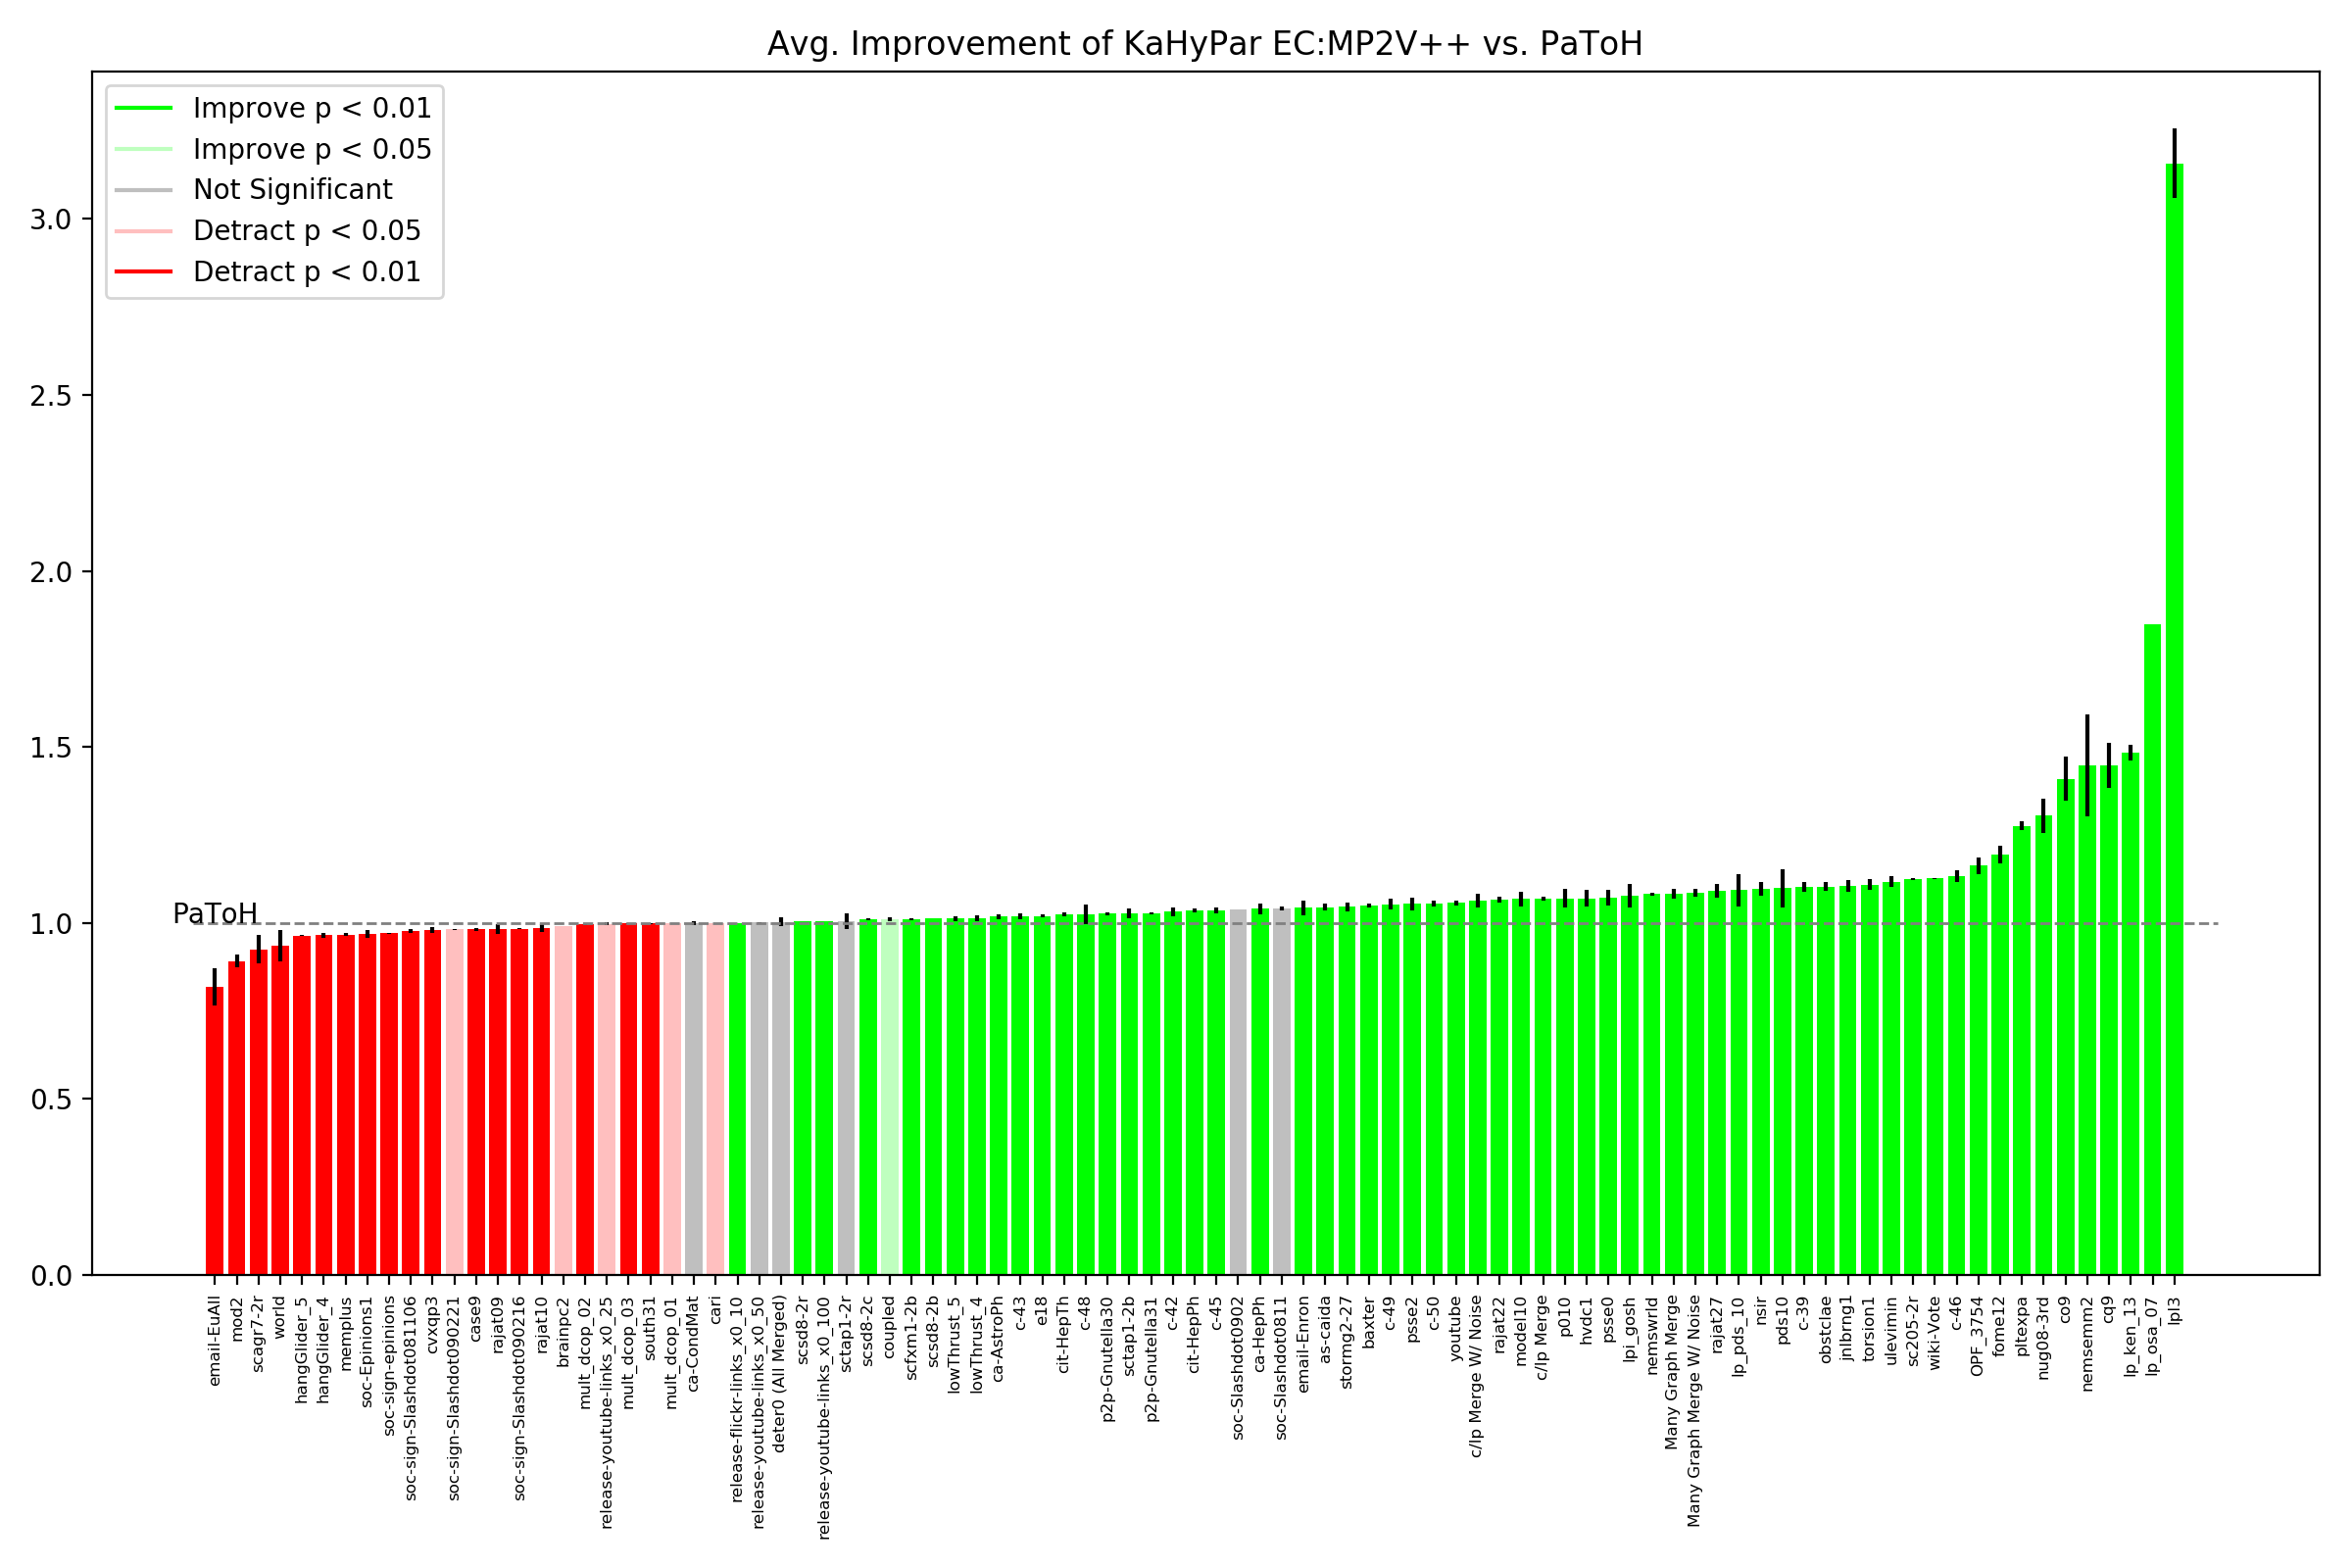 Avg. Improvement of KaHyPar EC:MP2V++ vs. PaToH
Improve p < 0.01
Improve p < 0.05
Not Significant
Detract p < 0.05
Detract p < 0.01
3.0
2.5
2.0
1.5
1.0
0.5
0.0
PaToH
email-EuAll
mod2
scagr7-2r
world
hangGlider_5
hangGlider_4
memplus
soc-Epinions1
soc-sign-epinions
soc-sign-Slashdot081106
cvxqp3
soc-sign-Slashdot090221
case9
rajat09
soc-sign-Slashdot090216
rajat10
brainpc2
mult_dcop_02
release-youtube-links_x0_25
mult_dcop_03
south31
mult_dcop_01
ca-CondMat
cari
release-flickr-links_x0_10
release-youtube-links_x0_50
deter0 (All Merged)
scsd8-2r
release-youtube-links_x0_100
sctap1-2r
scsd8-2c
coupled
scfxm1-2b
scsd8-2b
lowThrust_5
lowThrust_4
ca-AstroPh
c-43
e18
cit-HepTh
c-48
p2p-Gnutella30
sctap1-2b
p2p-Gnutella31
c-42
cit-HepPh
c-45
soc-Slashdot0902
ca-HepPh
soc-Slashdot0811
email-Enron
as-caida
stormg2-27
baxter
c-49
psse2
c-50
youtube
c/lp Merge W/ Noise
rajat22
model10
c/lp Merge
p010
hvdc1
psse0
lpi_gosh
nemswrld
Many Graph Merge
Many Graph Merge W/ Noise
rajat27
lp_pds_10
nsir
pds10
c-39
obstclae
jnlbrng1
torsion1
ulevimin
sc205-2r
wiki-Vote
c-46
OPF_3754
fome12
pltexpa
nug08-3rd
co9
nemsemm2
cq9
lp_ken_13
lp_osa_07
lpl3